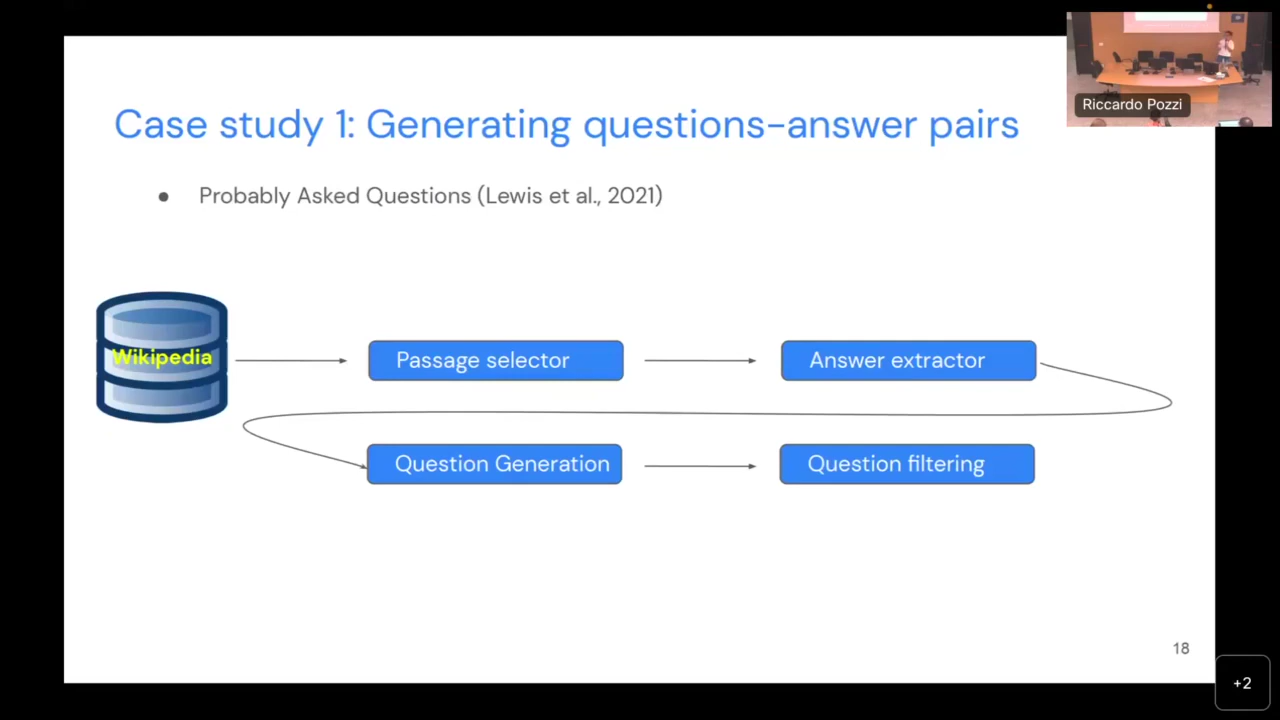 Riccardo Pozzi
Case study 1: Generating questions-answer pairs
● Probably Asked Questions (Lewis et al., 2021)
Wikipedia
Passage selector
Answer extractor
Question Generation
Question filtering
18
+2